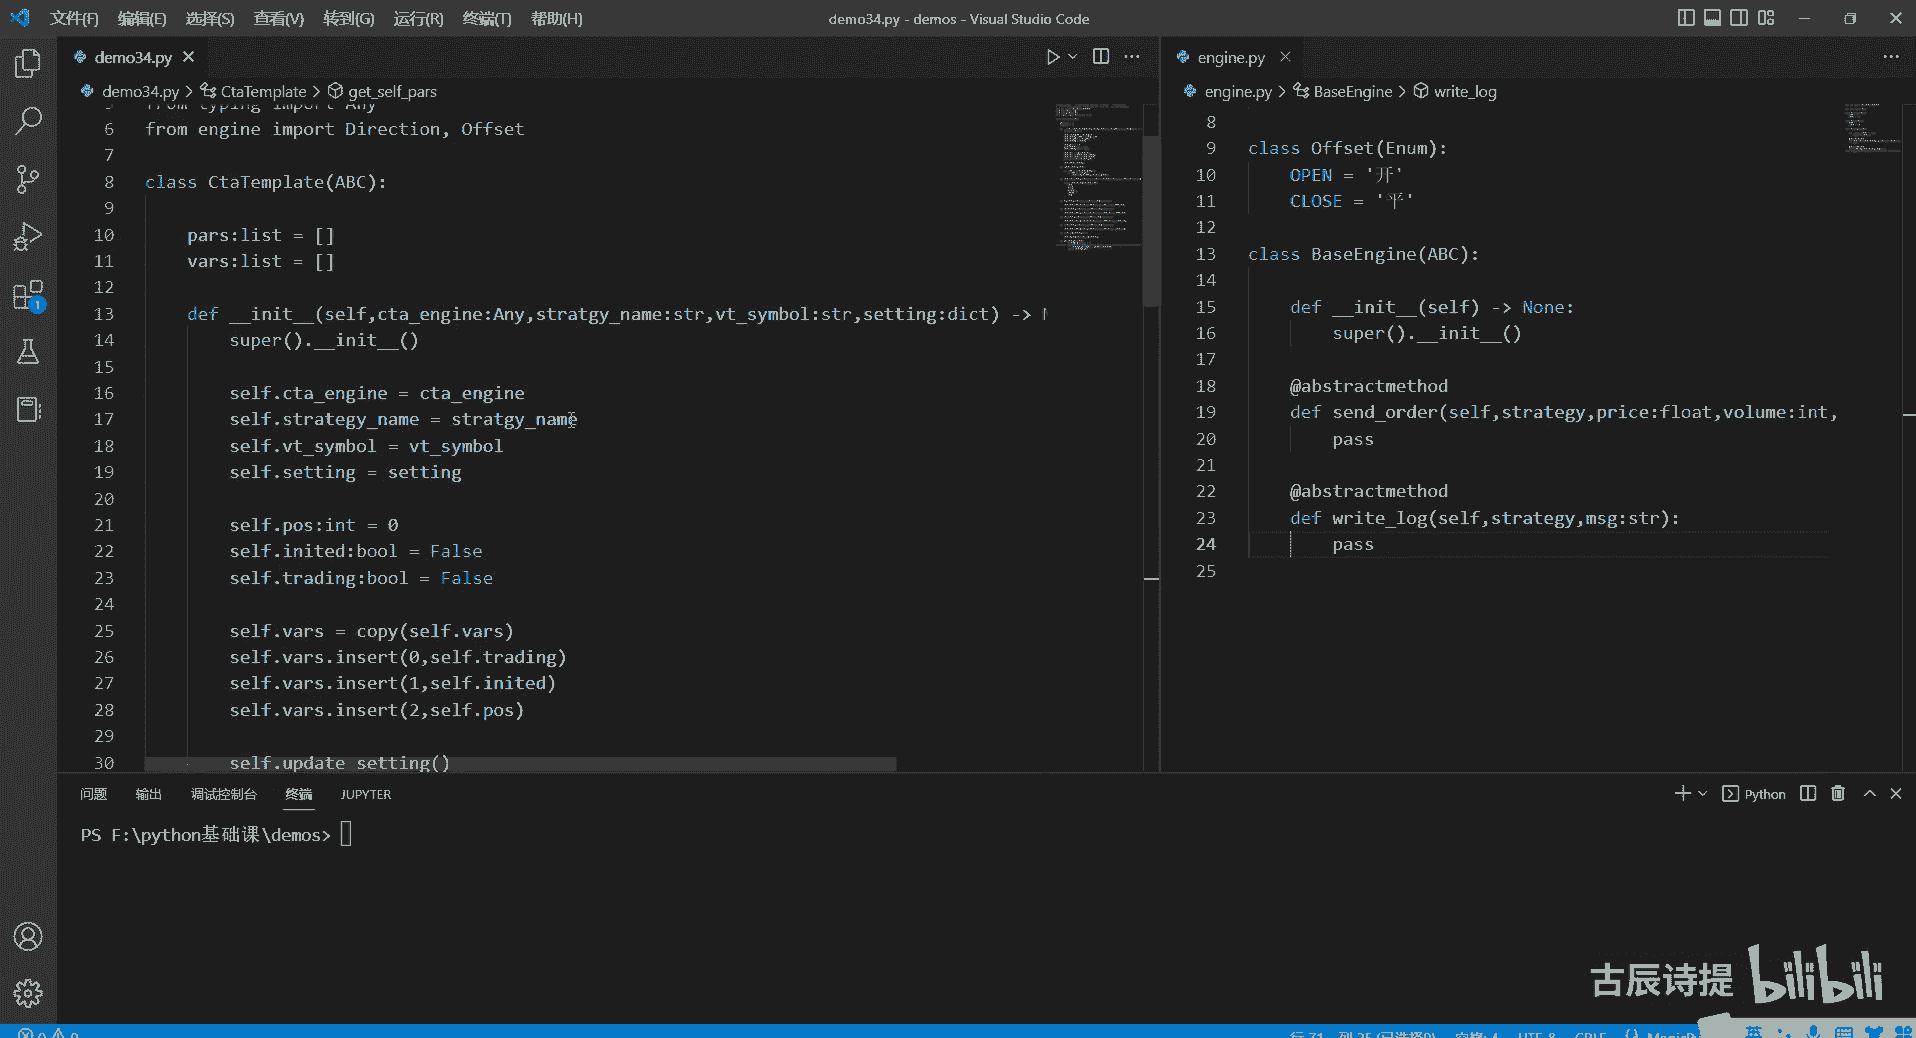 文件(F) 编辑(E) 选择(S) 查看(V) 转到(G) 运行(R) 终端(T) 帮助(H) demo34.py - demos - Visual Studio Code
demo34.py
demo34.py > CtaTemplate > get_self_pars
from typing import Any
6 from engine import Direction, Offset
7
8 class CtaTemplate(ABC):
9
10 pars:list = []
11 vars:list = []
12
13 def __init__(self,cta_engine:Any,stratgy_name:str,vt_symbol:str,setting:dict) ->
14 super().__init__()
15
16 self.cta_engine = cta_engine
17 self.strategy_name = stratgy_name
18 self.vt_symbol = vt_symbol
19 self.setting = setting
20
21 self.pos:int = 0
22 self.inited:bool = False
23 self.trading:bool = False
24
25 self.vars = copy(self.vars)
26 self.vars.insert(0,self.trading)
27 self.vars.insert(1,self.inited)
28 self.vars.insert(2,self.pos)
29
30 self.update_setting()
engine.py
engine.py > BaseEngine > write_log
8
9 class Offset(Enum):
10 OPEN = '开'
11 CLOSE = '平'
12
13 class BaseEngine(ABC):
14
15 def __init__(self) -> None:
16 super().__init__()
17
18 @abstractmethod
19 def send_order(self,strategy,price:float,volume:int,
20 pass
21
22 @abstractmethod
23 def write_log(self,strategy,msg:str):
24 pass
25
1
问题 输出 调试控制台 终端 JUPYTER
Python
PS F:\python基础课\demos>
古辰诗提 bilibili